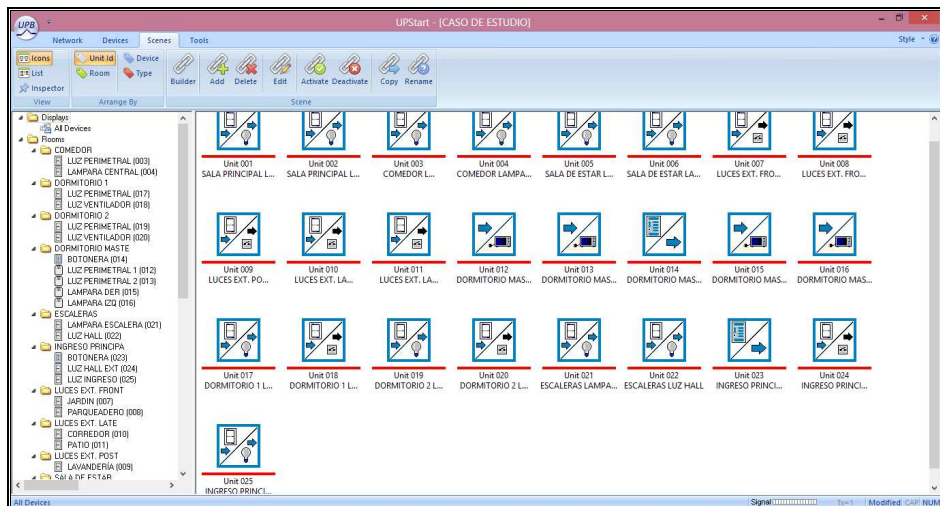 UPStart - [CASO DE ESTUDIO]
UPB
Network Devices Scenes Tools Style
Icons Unit.Id Device
List Room Type
Inspector
Builder Add Delete Edit Activate Deactivate Copy Rename
View Arrange By Scene
Displays
All Devices
Rooms
COMEDOR
LUZ PERIMETRAL (003)
LAMPARA CENTRAL (004)
DORMITORIO 1
LUZ PERIMETRAL (017)
LUZ VENTILADOR (018)
DORMITORIO 2
LUZ PERIMETRAL (019)
LUZ VENTILADOR (020)
DORMITORIO MASTE
BOTONERA (014)
LUZ PERIMETRAL 1 (012)
LUZ PERIMETRAL 2 (013)
LAMPARA DER (015)
LAMPARA IZQ (016)
ESCALERAS
LAMPARA ESCALERA (021)
LUZ HALL (022)
INGRESO PRINCIPA
BOTONERA (023)
LUZ HALL EXT (024)
LUZ INGRESO (025)
LUCES EXT. FRONT
JARDIN (007)
PARQUEADERO (008)
LUCES EXT. LATE
CORREDOR (010)
PATIO (011)
LUCES EXT. POST
LAVANDERÍA (009)
SALA DE ESTAR
Unit 001 Unit 002 Unit 003 Unit 004 Unit 005 Unit 006 Unit 007 Unit 008
SALA PRINCIPAL L... SALA PRINCIPAL L... COMEDOR L... COMEDOR LAMPA... SALA DE ESTAR L... SALA DE ESTAR LA... LUCES EXT. FRO... LUCES EXT. FRO...
Unit 009 Unit 010 Unit 011 Unit 012 Unit 013 Unit 014 Unit 015 Unit 016
LUCES EXT. PO... LUCES EXT. LA... LUCES EXT. LA... DORMITORIO MAS... DORMITORIO MAS... DORMITORIO MAS... DORMITORIO MAS... DORMITORIO MAS...
Unit 017 Unit 018 Unit 019 Unit 020 Unit 021 Unit 022 Unit 023 Unit 024
DORMITORIO 1 L... DORMITORIO 1 L... DORMITORIO 2 L... DORMITORIO 2 L... ESCALERAS LAMPA... ESCALERAS LUZ HALL INGRESO PRINCI... INGRESO PRINCI...
Unit 025
INGRESO PRINCI...
All Devices Signal Tx=1 Modified CAP NUM